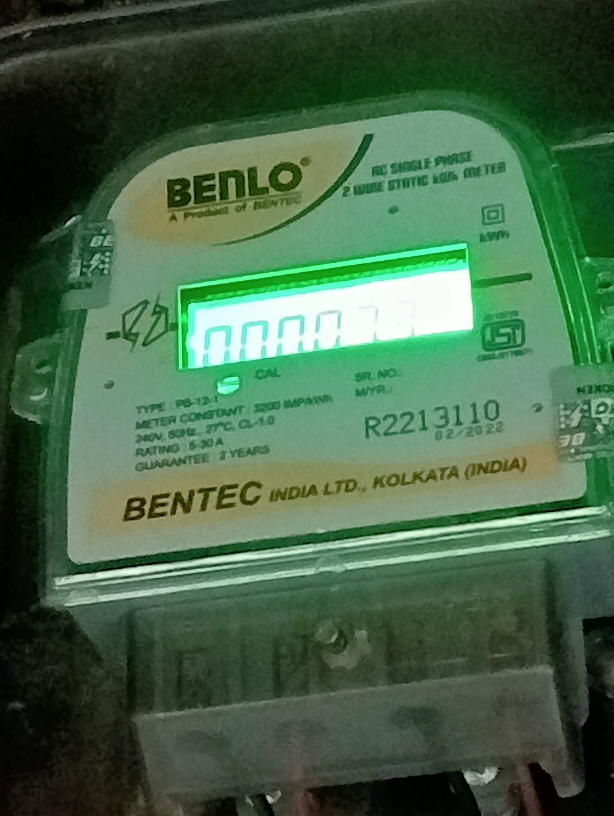 BENLO®
A Product of BENTEC
AC SINGLE PHASE
2 WIRE STATIC kWh METER
kWh
CAL
TYPE : PB-12-1
METER CONSTANT : 3200 IMP/kWh
240V, 50Hz., 27°C, CL-1.0
RATING : 5-30 A
GUARANTEE : 2 YEARS
SR. NO.
M/YR.
R2213110
02/2022
BENTEC INDIA LTD., KOLKATA (INDIA)